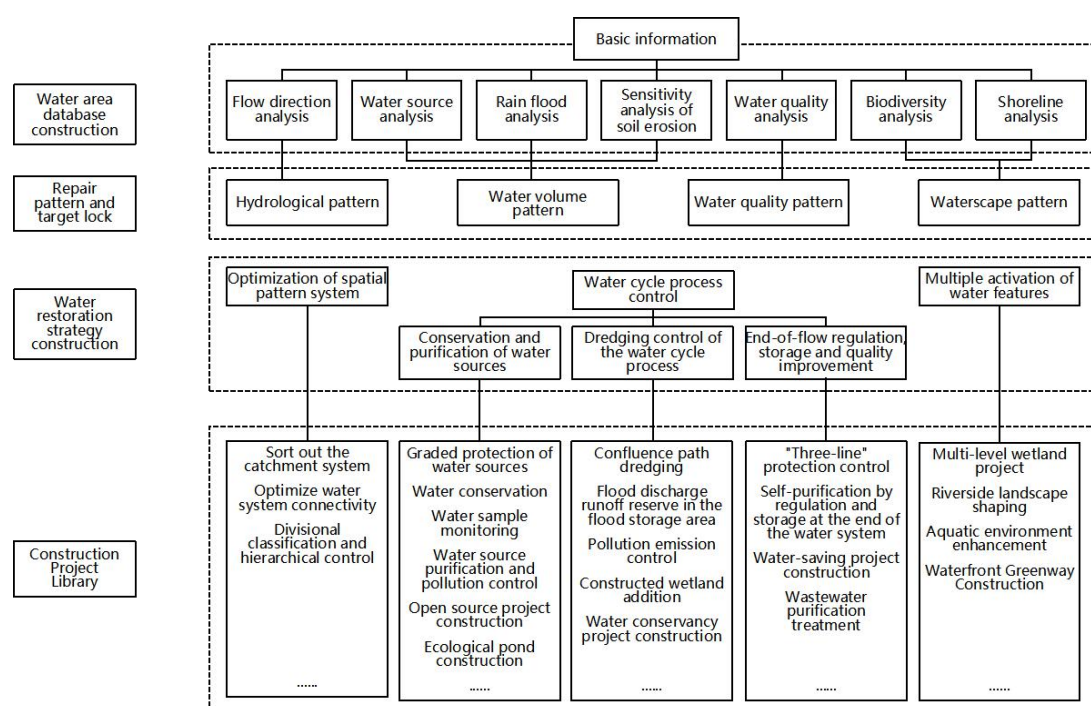 Basic information
Water area
database
construction
Flow direction
analysis
Water source
analysis
Rain flood
analysis
Sensitivity
analysis of
soil erosion
Water quality
analysis
Biodiversity
analysis
Shoreline
analysis
Repair
pattern and
target lock
Hydrological pattern
Water volume
pattern
Water quality pattern
Waterscape pattern
Water
restoration
strategy
construction
Optimization of spatial
pattern system
Water cycle process
control
Multiple activation of
water features
Conservation and
purification of water
sources
Dredging control of
the water cycle
process
End-of-flow regulation,
storage and quality
improvement
Construction
Project
Library
Sort out the
catchment system
Optimize water
system connectivity
Divisional
classification and
hierarchical control
......
Graded protection of
water sources
Water conservation
Water sample
monitoring
Water source
purification and
pollution control
Open source project
construction
Ecological pond
construction
......
Confluence path
dredging
Flood discharge
runoff reserve in the
flood storage area
Pollution emission
control
Constructed wetland
addition
Water conservancy
project construction
......
"Three-line"
protection control
Self-purification by
regulation and
storage at the end of
the water system
Water-saving project
construction
Wastewater
purification
treatment
......
Multi-level wetland
project
Riverside landscape
shaping
Aquatic environment
enhancement
Waterfront Greenway
Construction
......